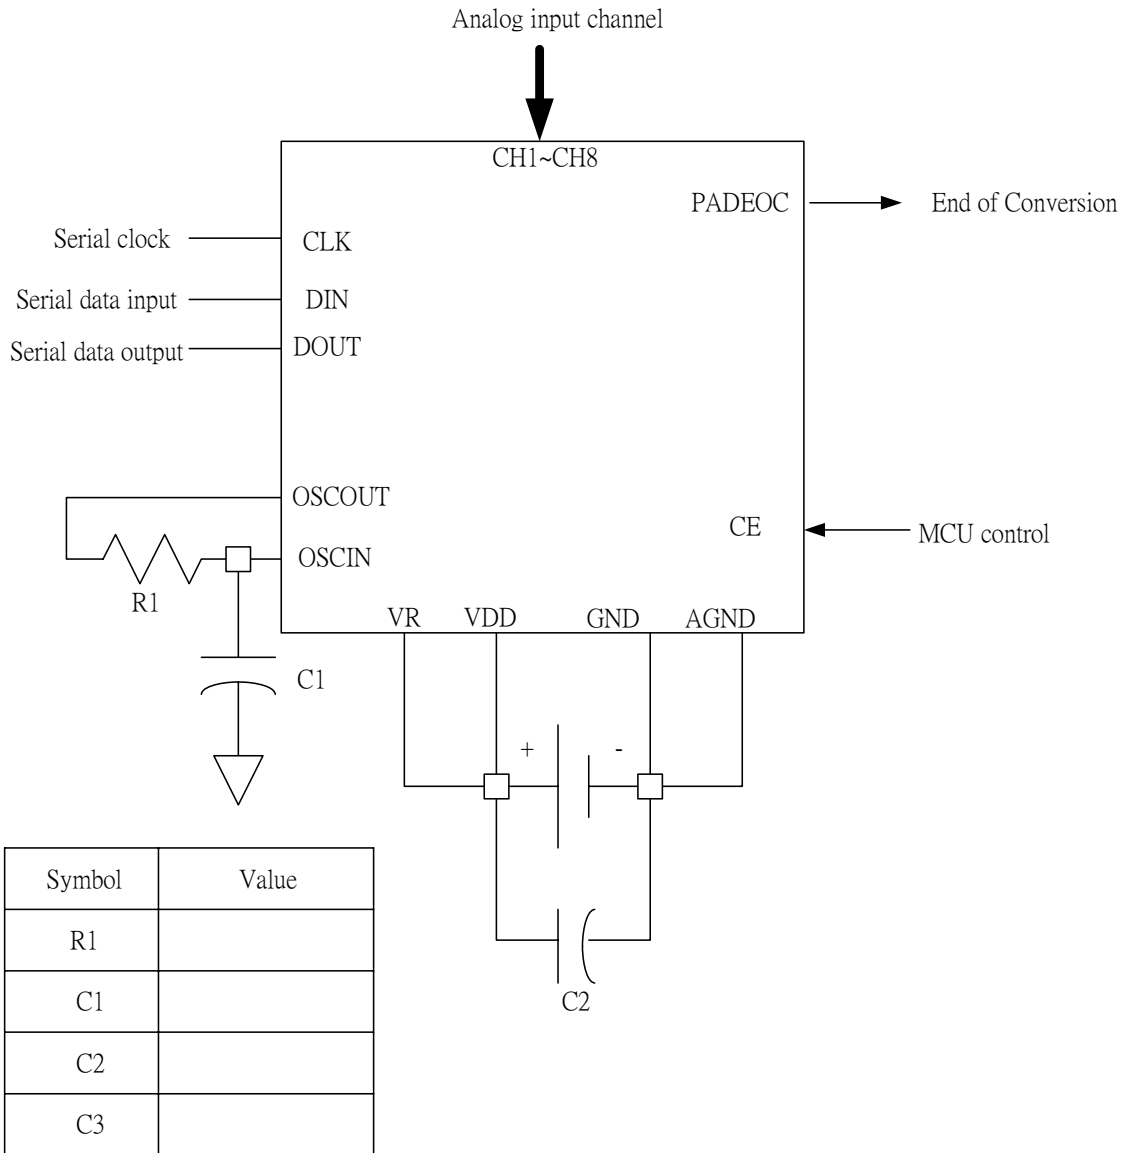 Analog input channel
CH1~CH8
PADEOC
End of Conversion
Serial clock
CLK
Serial data input
DIN
Serial data output
DOUT
OSCOUT
OSCIN
CE
MCU control
R1
VR
VDD
GND
AGND
C1
+
-
C2
Symbol Value
R1
C1
C2
C3